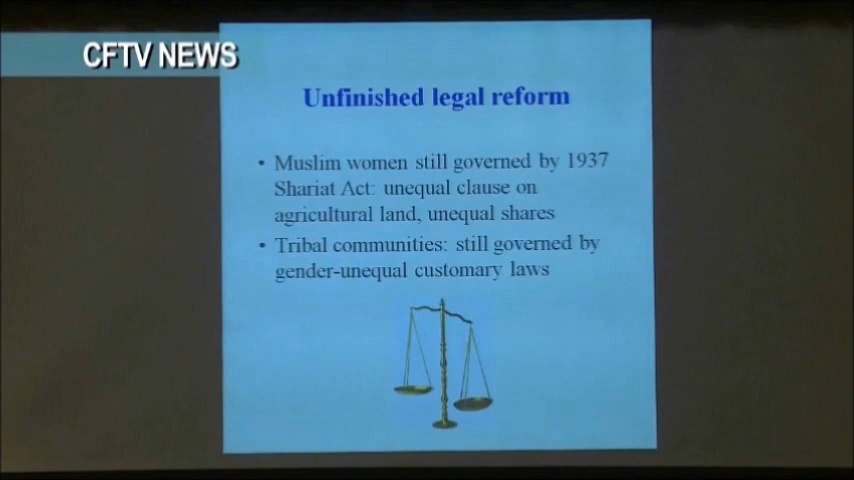 CFTV NEWS
Unfinished legal reform
• Muslim women still governed by 1937
Shariat Act: unequal clause on
agricultural land, unequal shares
• Tribal communities: still governed by
gender-unequal customary laws